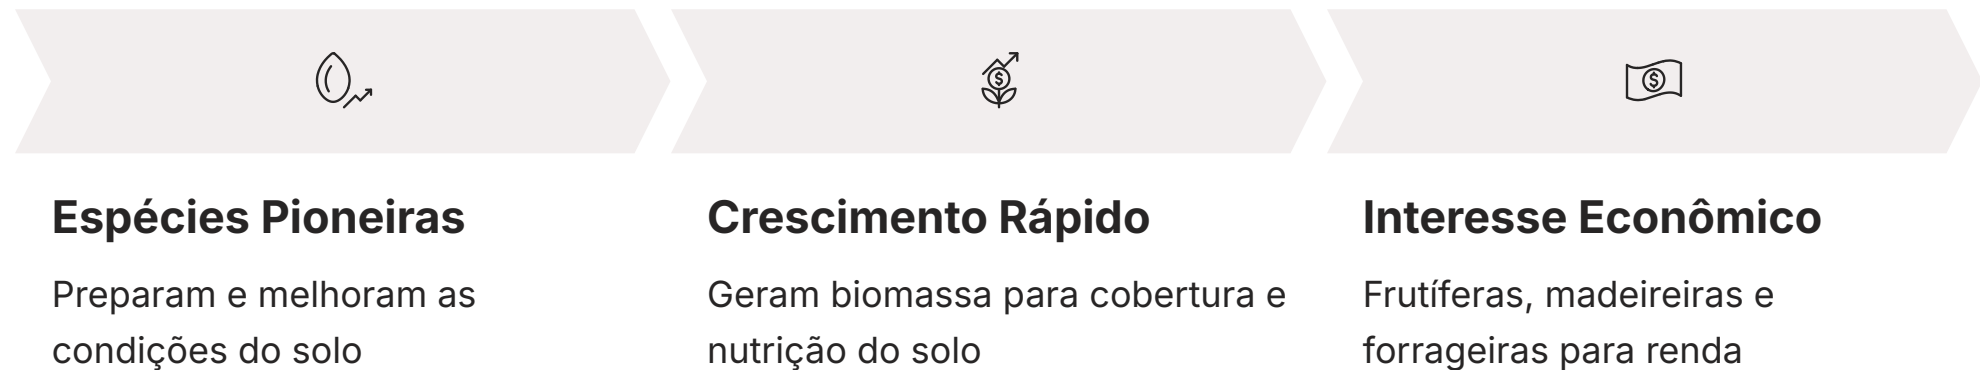 Espécies Pioneiras
Preparam e melhoram as
condições do solo
Crescimento Rápido
Geram biomassa para cobertura e
nutrição do solo
Interesse Econômico
Frutíferas, madeireiras e
forrageiras para renda